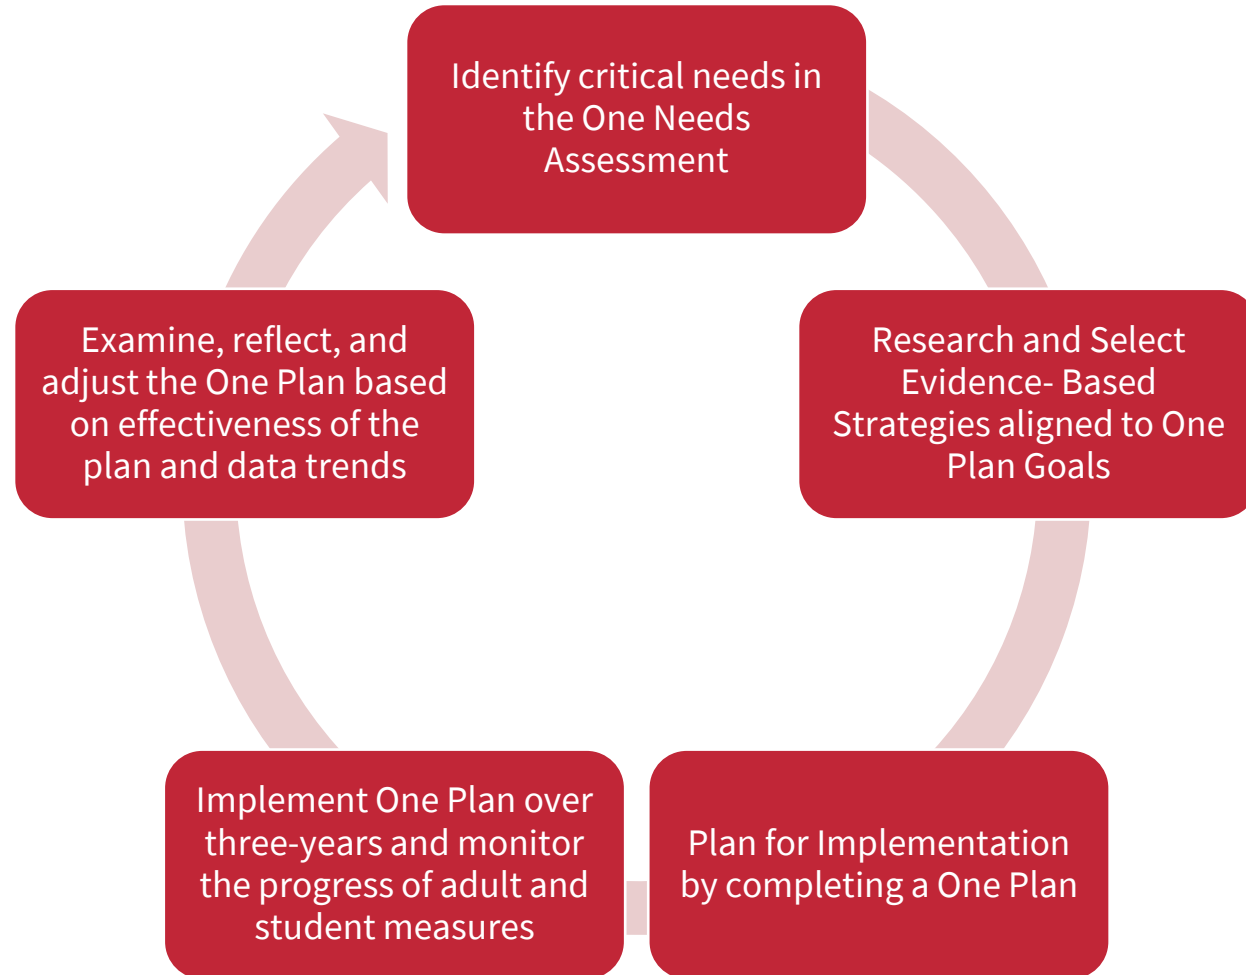 Identify critical needs in
the One Needs
Assessment
Research and Select
Evidence- Based
Strategies aligned to One
Plan Goals
Plan for Implementation
by completing a One Plan
Implement One Plan over
three-years and monitor
the progress of adult and
student measures
Examine, reflect, and
adjust the One Plan based
on effectiveness of the
plan and data trends